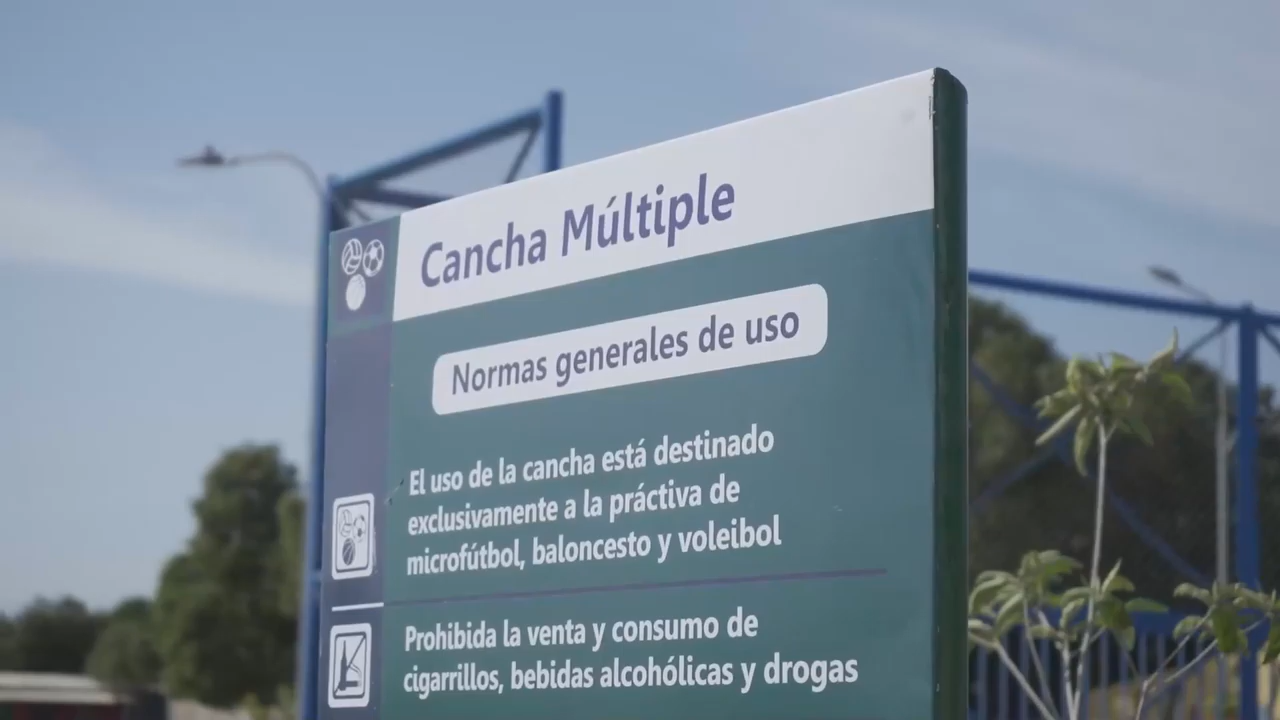 Cancha Múltiple
Normas generales de uso
El uso de la cancha está destinado
exclusivamente a la práctiva de
microfútbol, baloncesto y voleibol
Prohibida la venta y consumo de
cigarrillos, bebidas alcohólicas y drogas